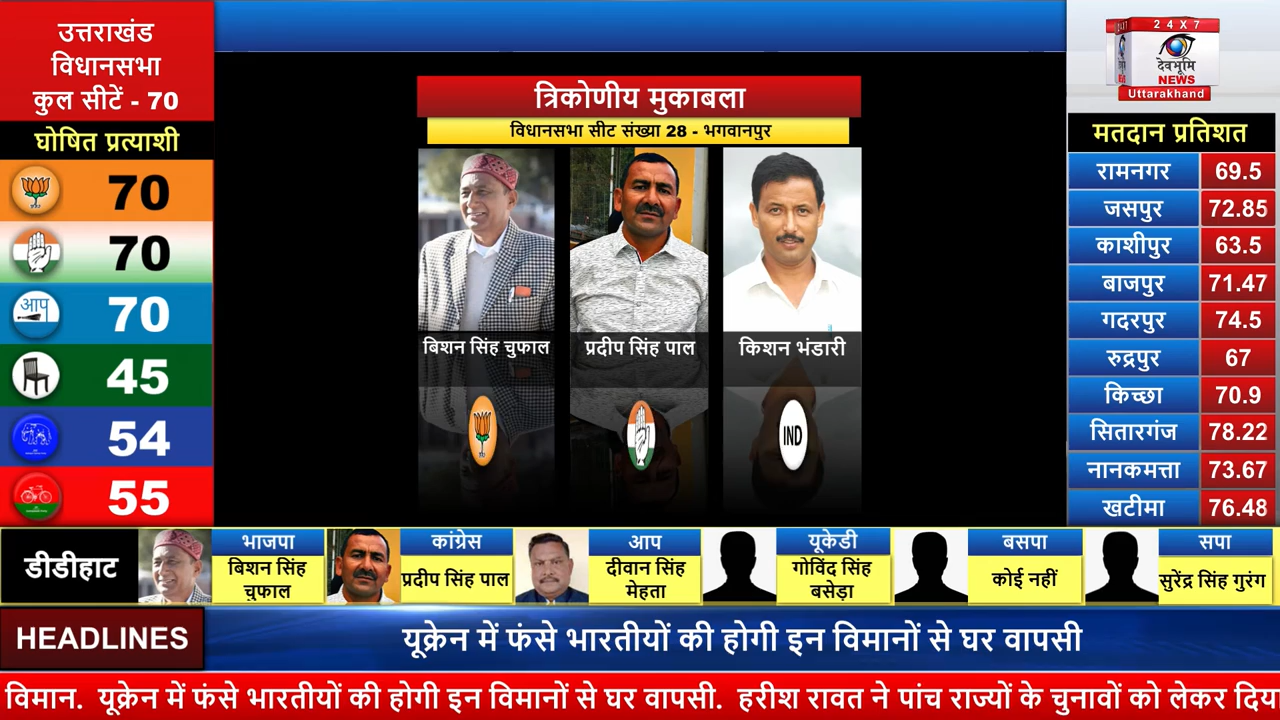 उत्तराखंड
विधानसभा
कुल सीटें - 70
घोषित प्रत्याशी
70
70
आप
70
45
54
55
त्रिकोणीय मुकाबला
विधानसभा सीट संख्या 28 - भगवानपुर
बिशन सिंह चुफाल
प्रदीप सिंह पाल
किशन भंडारी
IND
24X7
देवभूमि
NEWS
Uttarakhand
मतदान प्रतिशत
रामनगर 69.5
जसपुर 72.85
काशीपुर 63.5
बाजपुर 71.47
गदरपुर 74.5
रुद्रपुर 67
किच्छा 70.9
सितारगंज 78.22
नानकमत्ता 73.67
खटीमा 76.48
डीडीहाट
भाजपा
बिशन सिंह
चुफाल
कांग्रेस
प्रदीप सिंह पाल
आप
दीवान सिंह
मेहता
यूकेडी
गोविंद सिंह
बसेड़ा
बसपा
कोई नहीं
सपा
सुरेंद्र सिंह गुरंग
HEADLINES
यूक्रेन में फंसे भारतीयों की होगी इन विमानों से घर वापसी
विमान. यूक्रेन में फंसे भारतीयों की होगी इन विमानों से घर वापसी. हरीश रावत ने पांच राज्यों के चुनावों को लेकर दिय